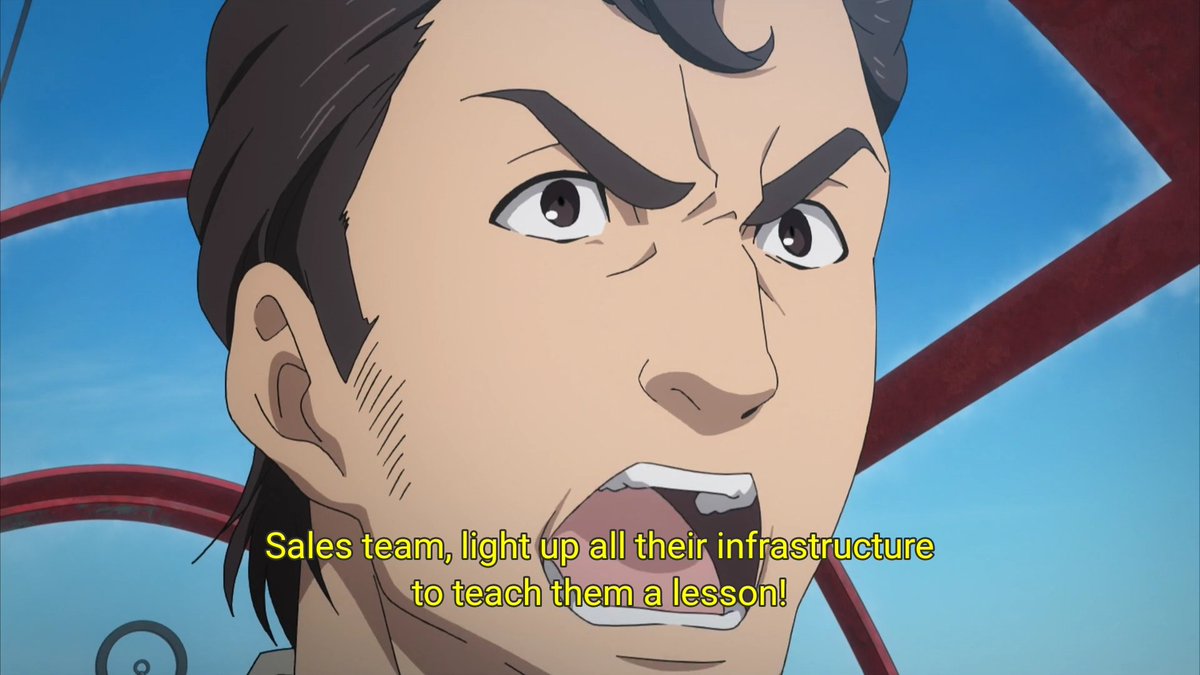 Sales team, light up all their infrastructure
to teach them a lesson!